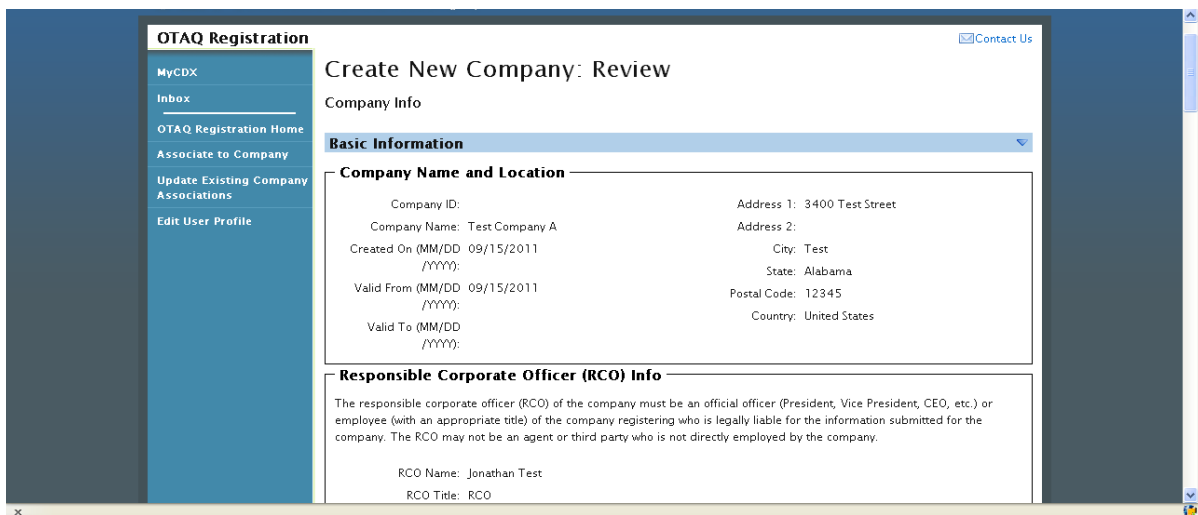 OTAQ Registration
Contact Us
MyCDX
Inbox
OTAQ Registration Home
Associate to Company
Update Existing Company
Associations
Edit User Profile
Create New Company: Review
Company Info
Basic Information
Company Name and Location
Company ID:
Company Name: Test Company A
Created On (MM/DD 09/15/2011
/YYYY):
Valid From (MM/DD 09/15/2011
/YYYY):
Valid To (MM/DD
/YYYY):
Address 1: 3400 Test Street
Address 2:
City: Test
State: Alabama
Postal Code: 12345
Country: United States
Responsible Corporate Officer (RCO) Info
The responsible corporate officer (RCO) of the company must be an official officer (President, Vice President, CEO, etc.) or
employee (with an appropriate title) of the company registering who is legally liable for the information submitted for the
company. The RCO may not be an agent or third party who is not directly employed by the company.
RCO Name: Jonathan Test
RCO Title: RCO